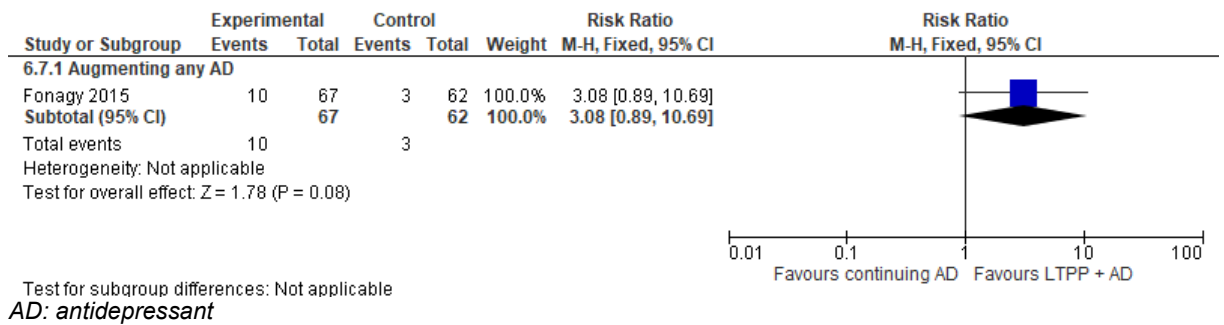 Experimental Control Risk Ratio Risk Ratio
Study or Subgroup Events Total Events Total Weight M-H, Fixed, 95% CI M-H, Fixed, 95% CI
6.7.1 Augmenting any AD
Fonagy 2015 10 67 3 62 100.0% 3.08 [0.89, 10.69]
Subtotal (95% CI) 67 62 100.0% 3.08 [0.89, 10.69]
Total events 10 3
Heterogeneity: Not applicable
Test for overall effect: Z = 1.78 (P = 0.08)
0.01 0.1 1 10 100
Favours continuing AD Favours LTPP + AD
Test for subgroup differences: Not applicable
AD: antidepressant